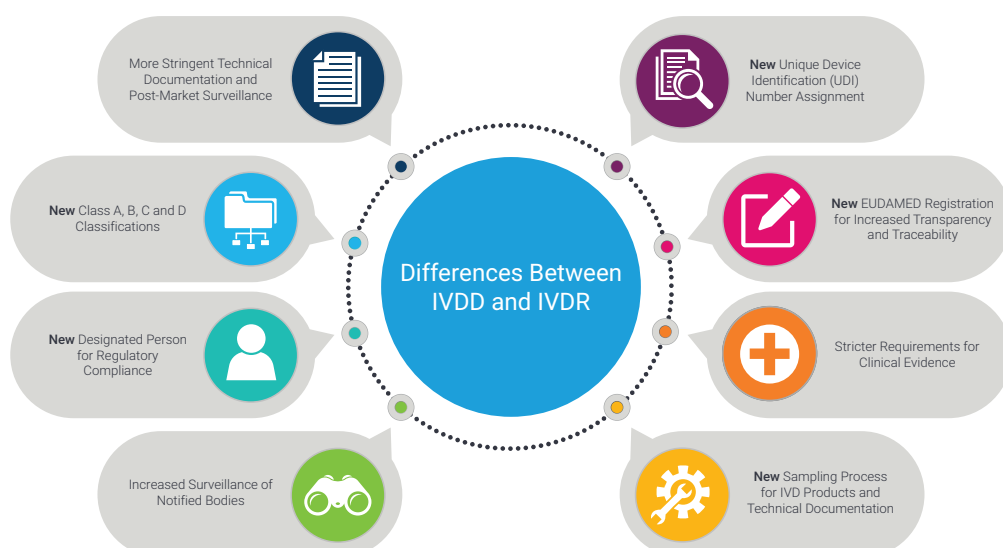 More Stringent Technical
Documentation and
Post-Market Surveillance
New Unique Device
Identification (UDI)
Number Assignment
New Class A, B, C and D
Classifications
New EUDAMED Registration
for Increased Transparency
and Traceability
Differences Between
IVDD and IVDR
New Designated Person
for Regulatory
Compliance
Stricter Requirements for
Clinical Evidence
Increased Surveillance of
Notified Bodies
New Sampling Process
for IVD Products and
Technical Documentation